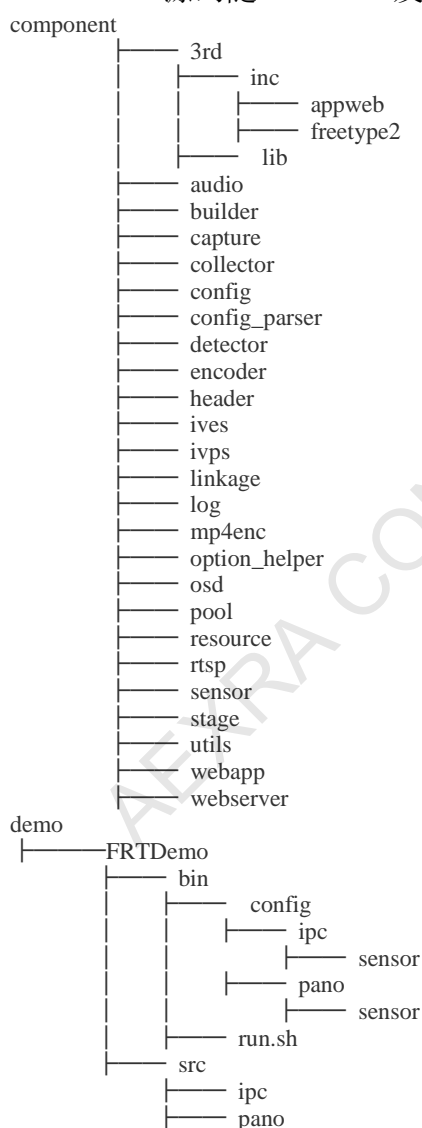 component
3rd
inc
appweb
freetype2
lib
audio
builder
capture
collector
config
config_parser
detector
encoder
header
ives
ivps
linkage
log
mp4enc
option_helper
osd
pool
resource
rtsp
sensor
stage
utils
webapp
webserver
demo
FRTDemo
bin
config
ipc
sensor
pano
sensor
run.sh
src
ipc
pano
AEXRA CON